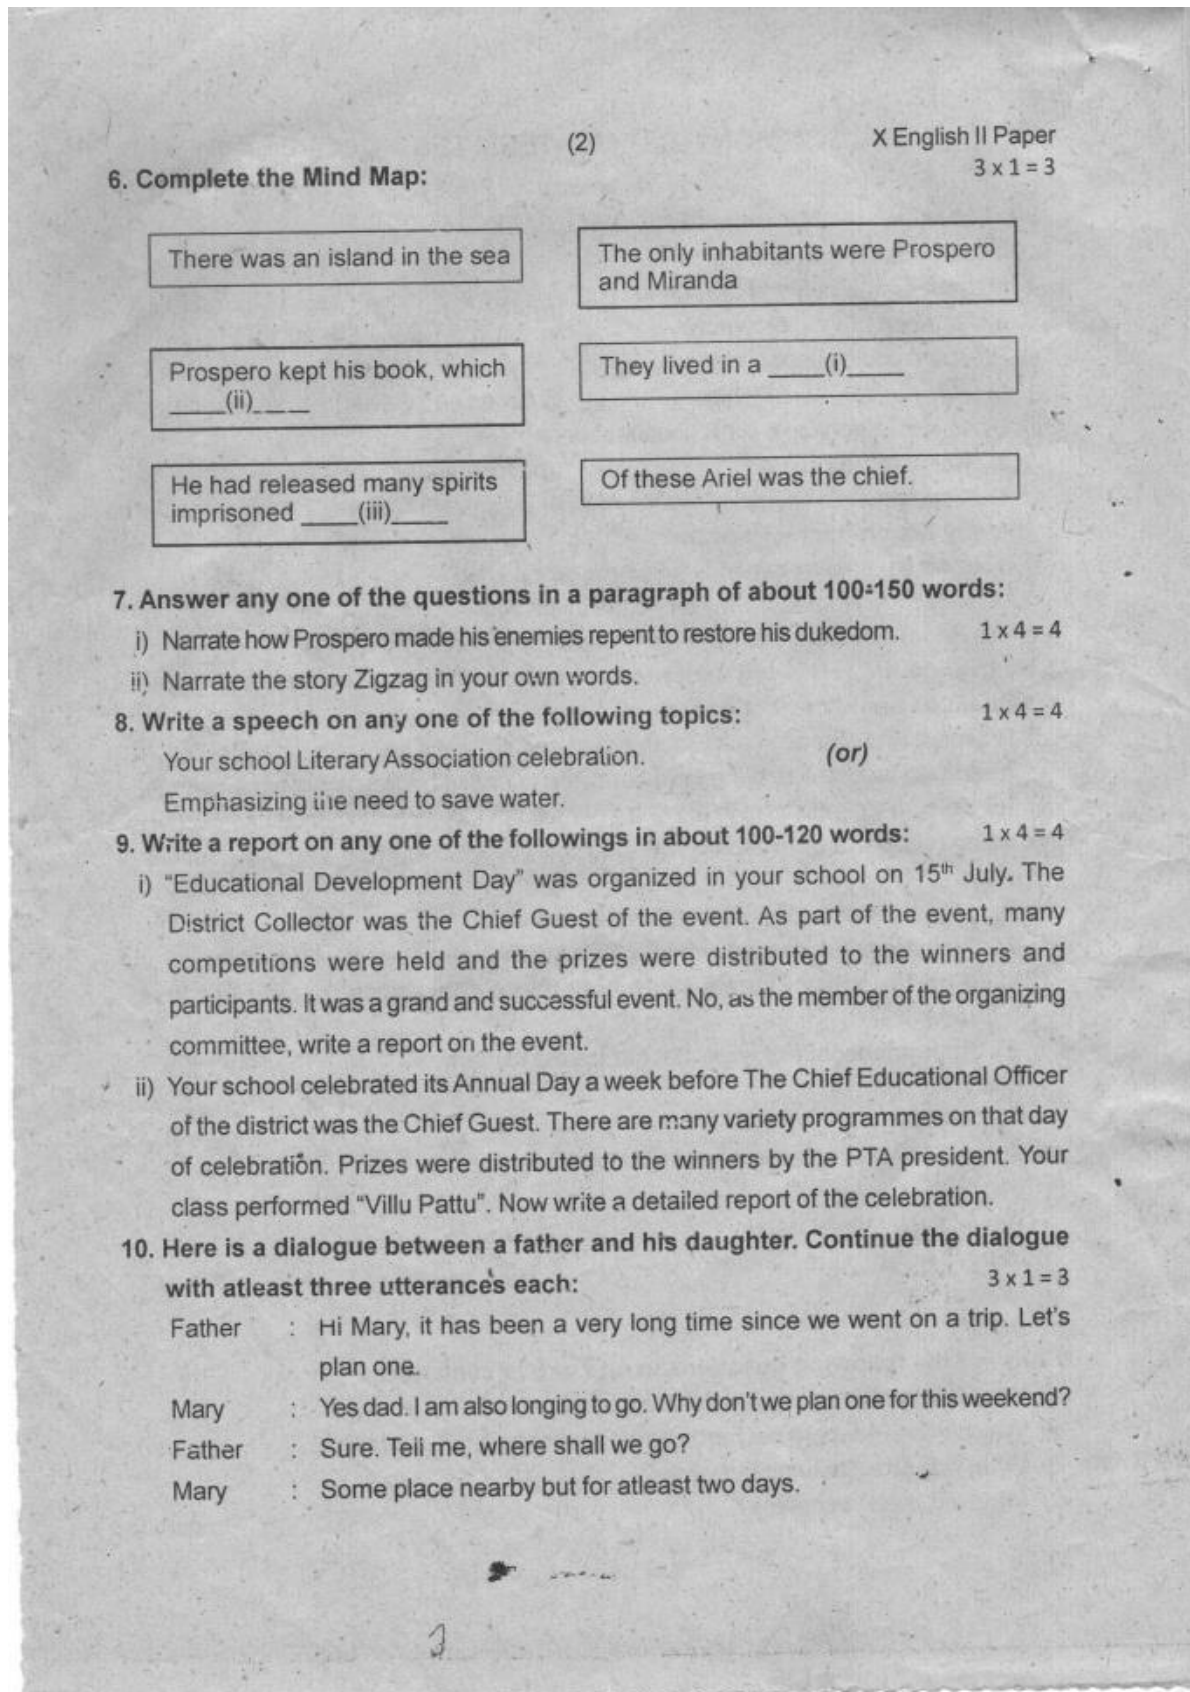 (2)
X English II Paper
6. Complete the Mind Map:
3 x 1 = 3
There was an island in the sea
The only inhabitants were Prospero
and Miranda
Prospero kept his book, which
____(ii)____
They lived in a ____(i)____
He had released many spirits
imprisoned ____(iii)____
Of these Ariel was the chief.
7. Answer any one of the questions in a paragraph of about 100-150 words:
i) Narrate how Prospero made his enemies repent to restore his dukedom. 1 x 4 = 4
ii) Narrate the story Zigzag in your own words.
8. Write a speech on any one of the following topics: 1 x 4 = 4
Your school Literary Association celebration. (or)
Emphasizing the need to save water.
9. Write a report on any one of the followings in about 100-120 words: 1 x 4 = 4
i) “Educational Development Day” was organized in your school on 15th July. The
District Collector was the Chief Guest of the event. As part of the event, many
competitions were held and the prizes were distributed to the winners and
participants. It was a grand and successful event. No, as the member of the organizing
committee, write a report on the event.
ii) Your school celebrated its Annual Day a week before The Chief Educational Officer
of the district was the Chief Guest. There are many variety programmes on that day
of celebration. Prizes were distributed to the winners by the PTA president. Your
class performed “Villu Pattu”. Now write a detailed report of the celebration.
10. Here is a dialogue between a father and his daughter. Continue the dialogue
with atleast three utterances each: 3 x 1 = 3
Father : Hi Mary, it has been a very long time since we went on a trip. Let's
plan one.
Mary : Yes dad. I am also longing to go. Why don't we plan one for this weekend?
Father : Sure. Tell me, where shall we go?
Mary : Some place nearby but for atleast two days.
3